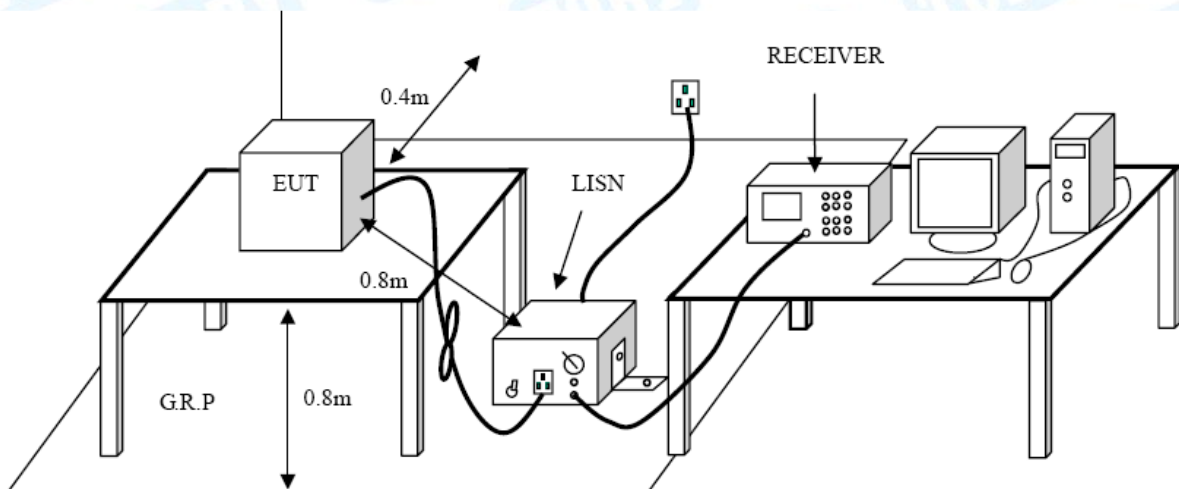 RECEIVER
0.4m
EUT
LISN
0.8m
G.R.P
0.8m